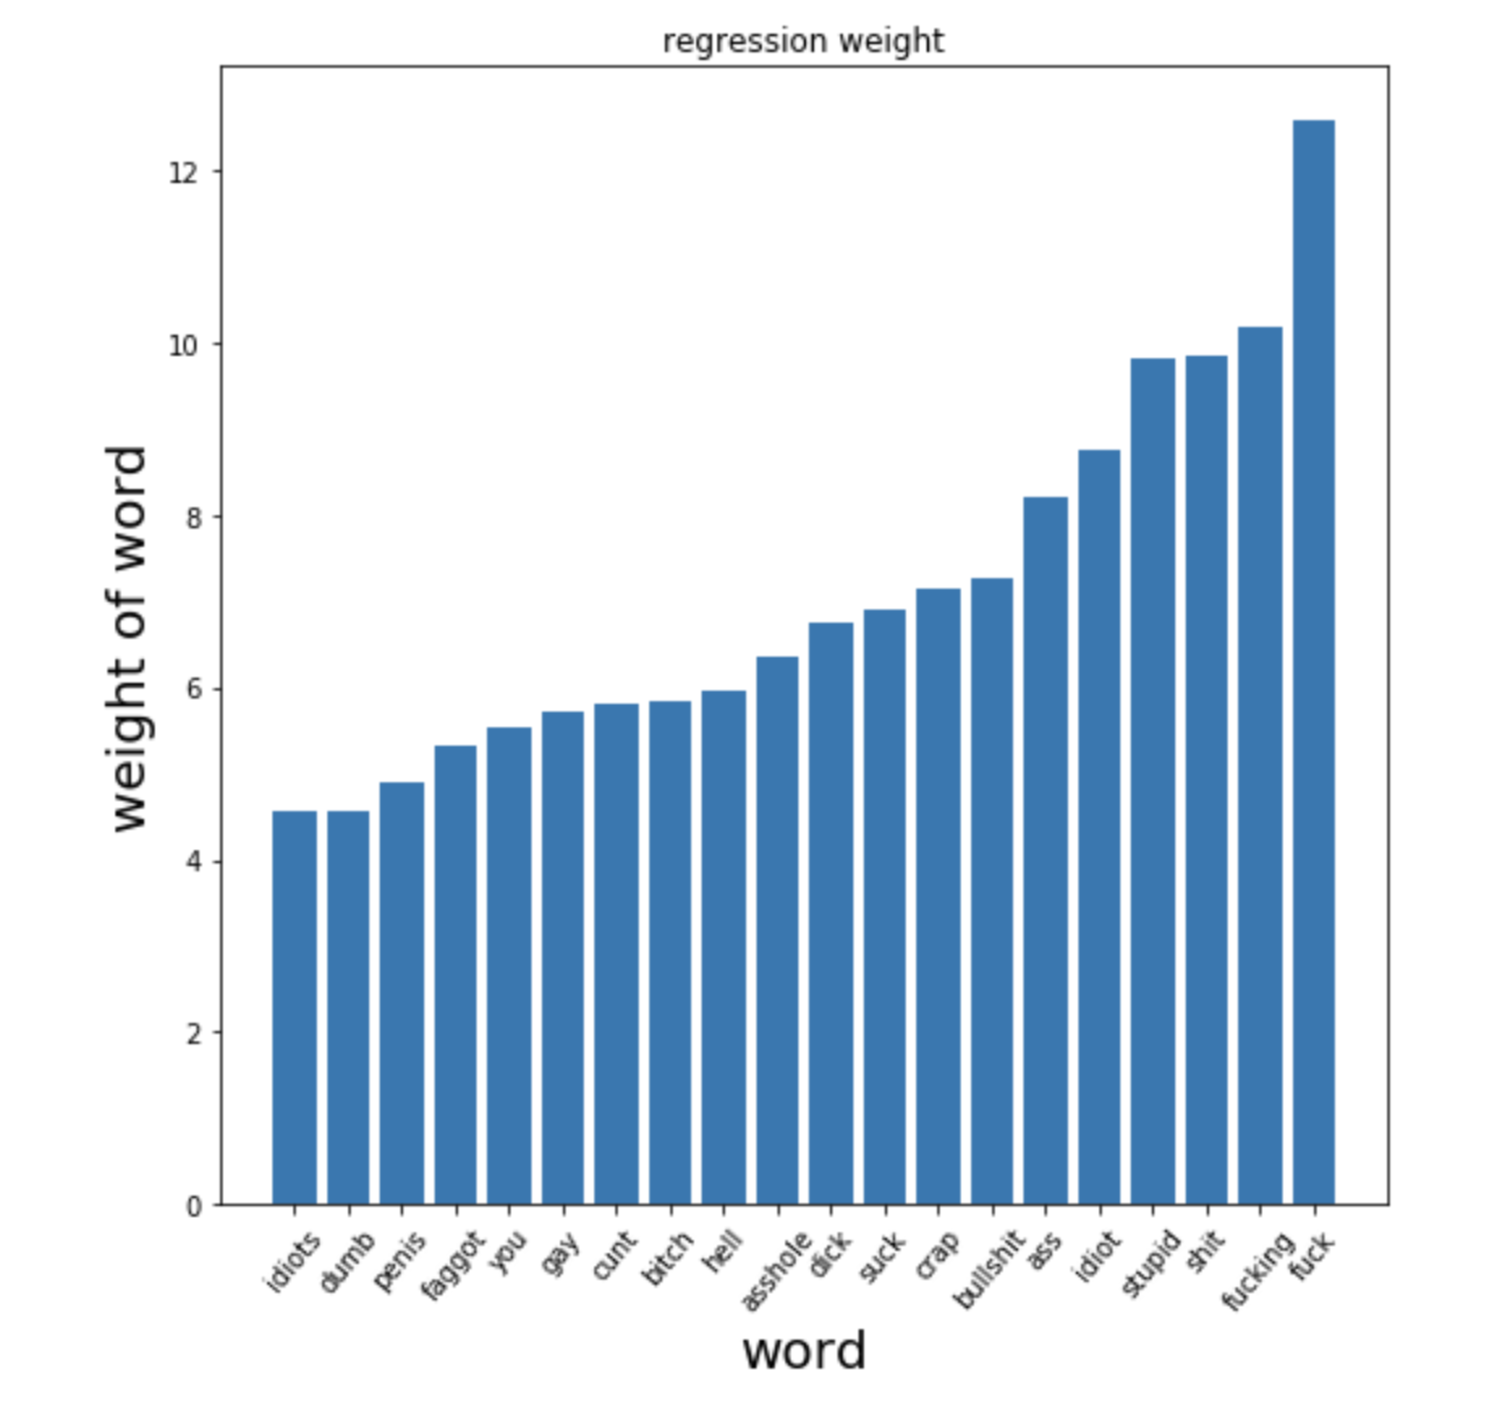 regression weight
12
10
8
6
4
2
0
weight of word
idiots
dumb
penis
faggot
you
gay
cunt
bitch
hell
asshole
dick
suck
crap
bullshit
ass
idiot
stupid
shit
fucking
fuck
word